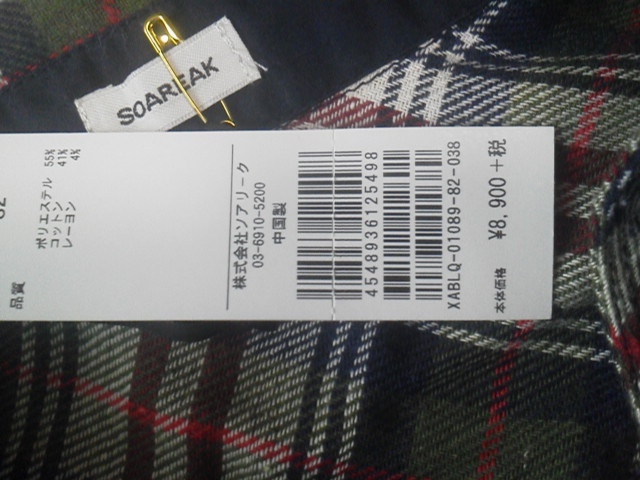 SOAREAK
品質
ポリエステル 55%
コットン 41%
レーヨン 4%
株式会社ソアリーク
03-6910-5200
中国製
4548936125498
XABLQ-01089-82-038
本体価格 ¥8,900+税